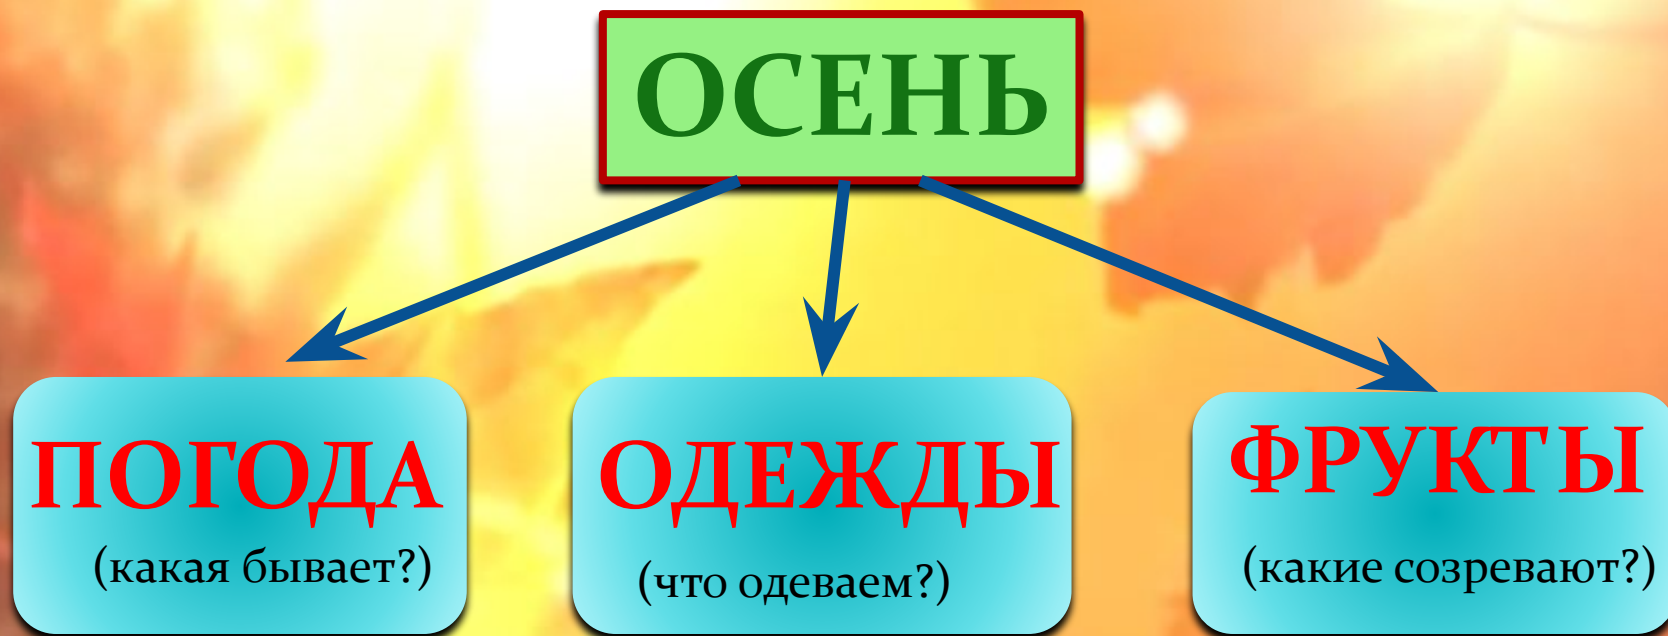 ОСЕНЬ
ПОГОДА
(какая бывает?)
ОДЕЖДЫ
(что одеваем?)
ФРУКТЫ
(какие созревают?)